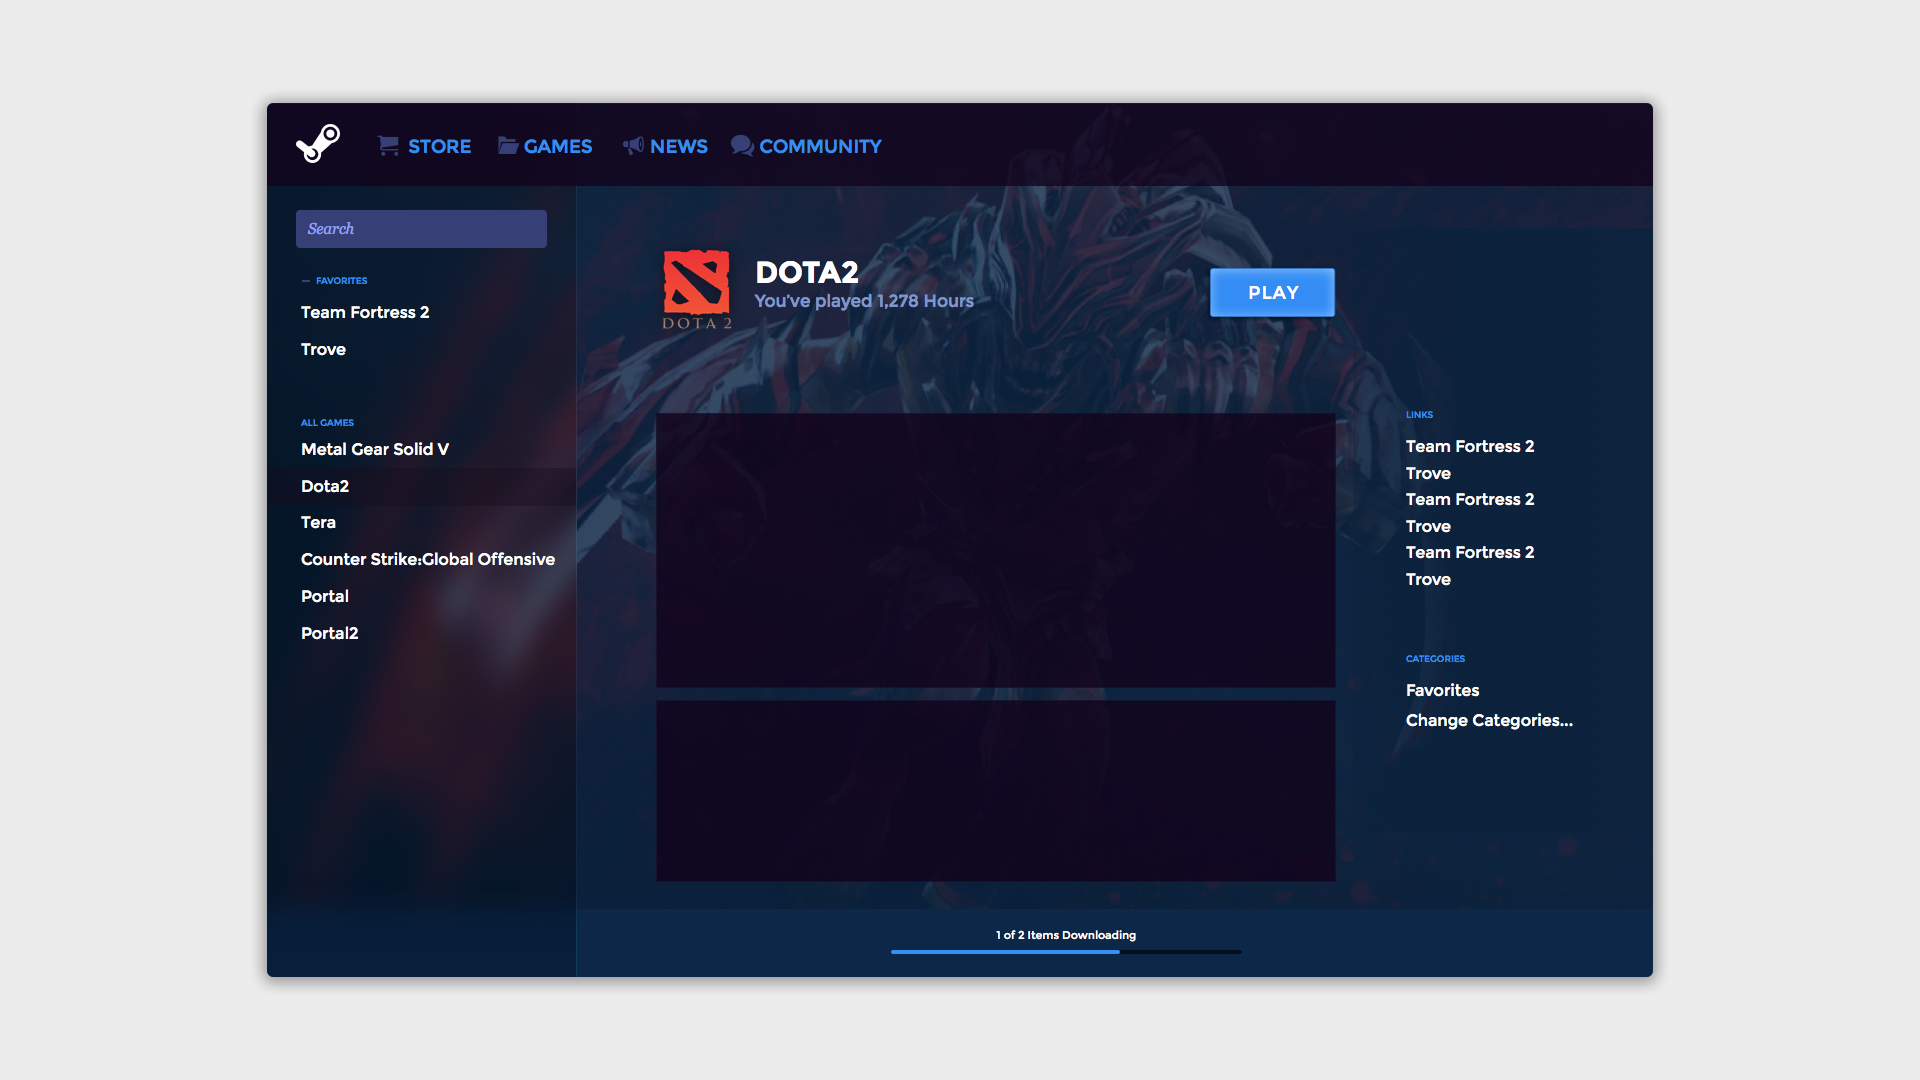 STORE GAMES NEWS COMMUNITY
Search
FAVORITES
Team Fortress 2
Trove
ALL GAMES
Metal Gear Solid V
Dota2
Tera
Counter Strike:Global Offensive
Portal
Portal2
DOTA 2
DOTA2
You've played 1,278 Hours
PLAY
LINKS
Team Fortress 2
Trove
Team Fortress 2
Trove
Team Fortress 2
Trove
CATEGORIES
Favorites
Change Categories...
1 of 2 Items Downloading